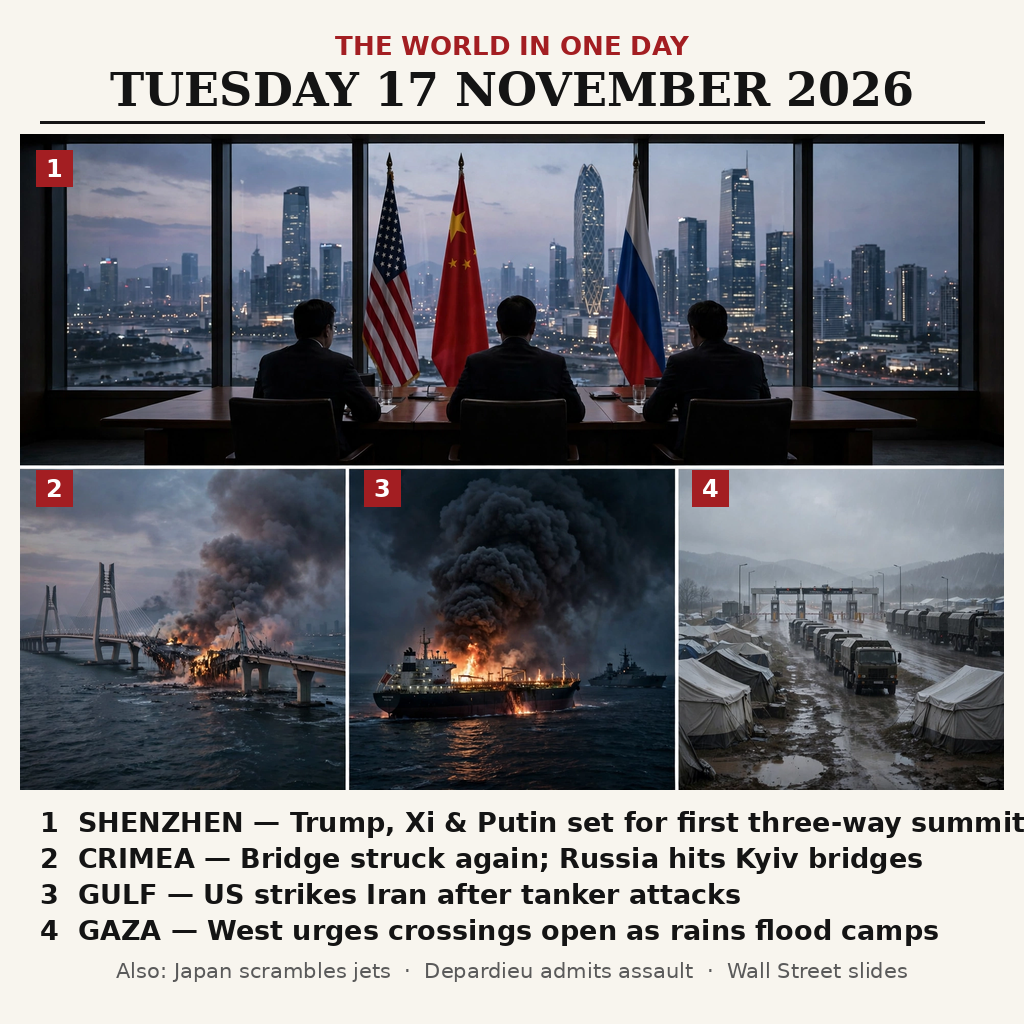 THE WORLD IN ONE DAY
TUESDAY 17 NOVEMBER 2026
1
2
3
4
1 SHENZHEN — Trump, Xi & Putin set for first three-way summit
2 CRIMEA — Bridge struck again; Russia hits Kyiv bridges
3 GULF — US strikes Iran after tanker attacks
4 GAZA — West urges crossings open as rains flood camps
Also: Japan scrambles jets · Depardieu admits assault · Wall Street slides